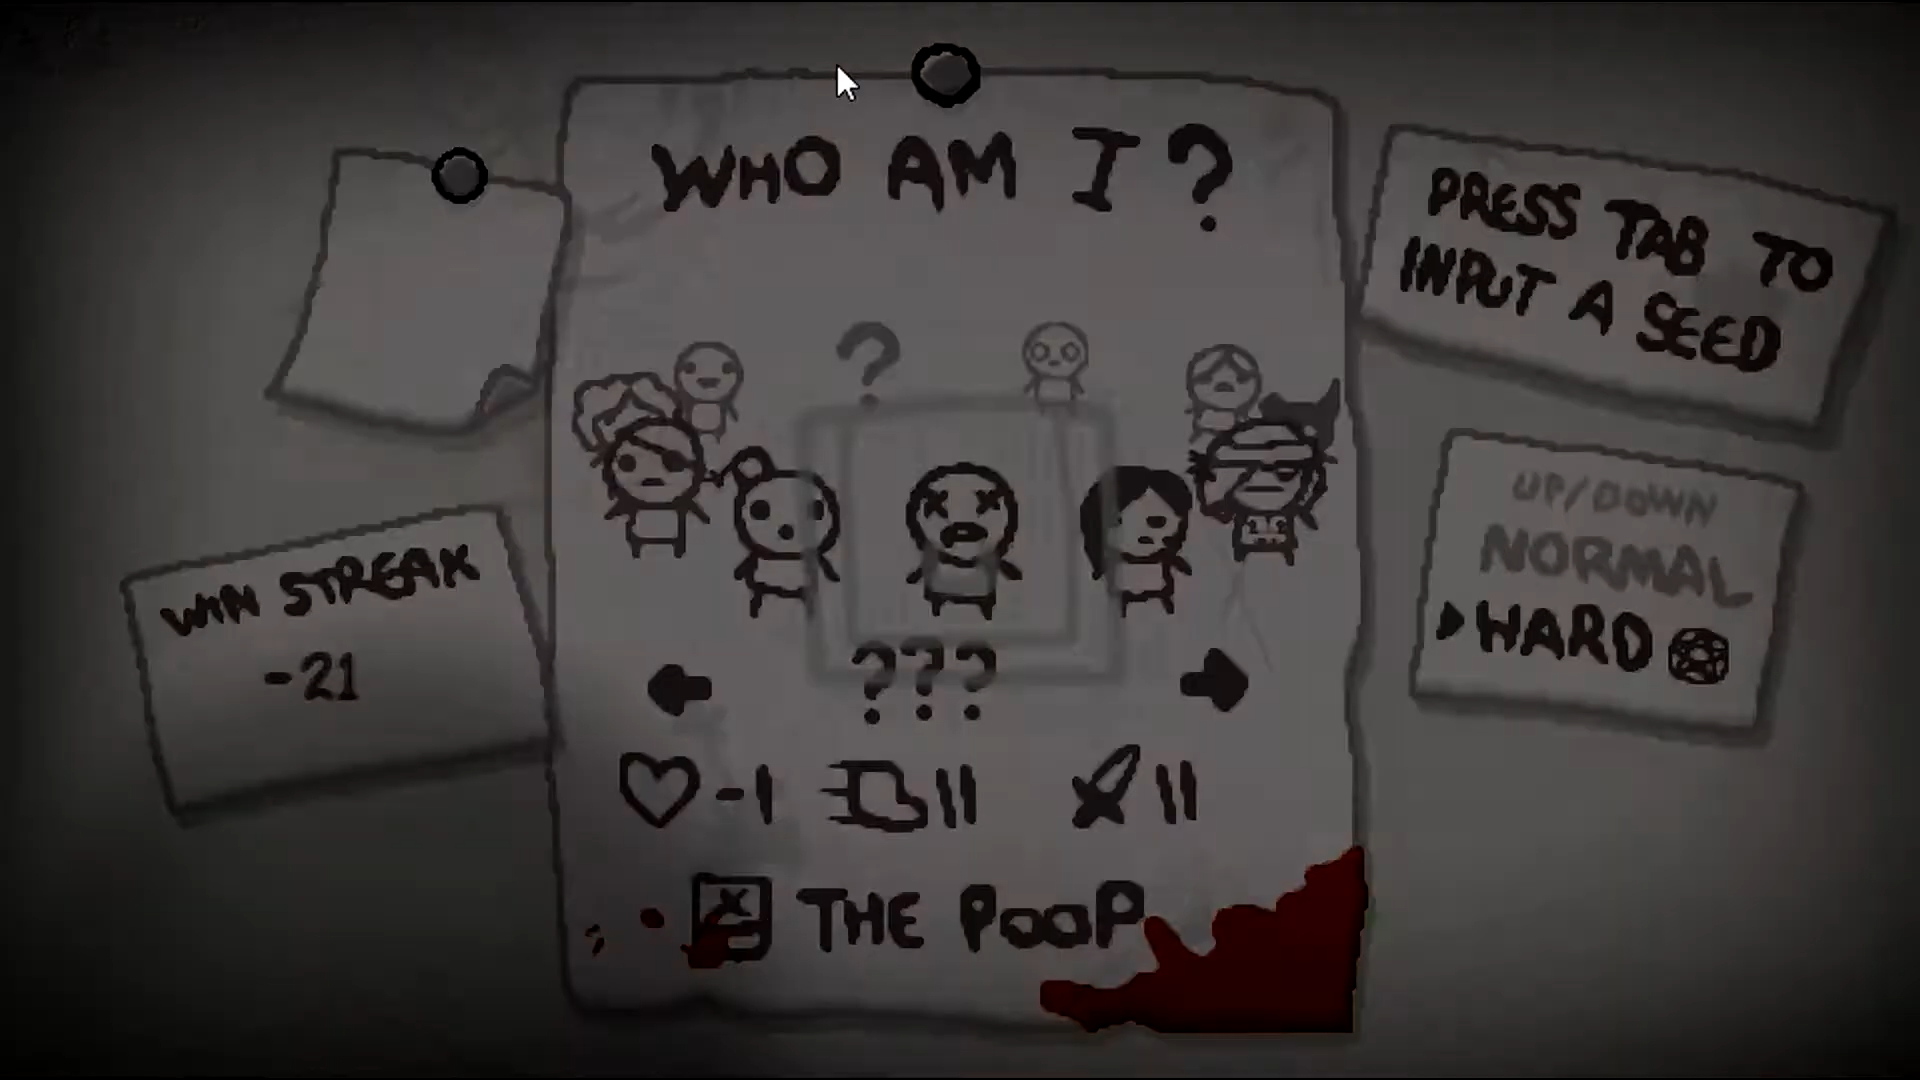 WHO AM I?
PRESS TAB TO
INPUT A SEED
UP/DOWN
NORMAL
HARD
WIN STREAK
-21
?
???
-1
THE POOP